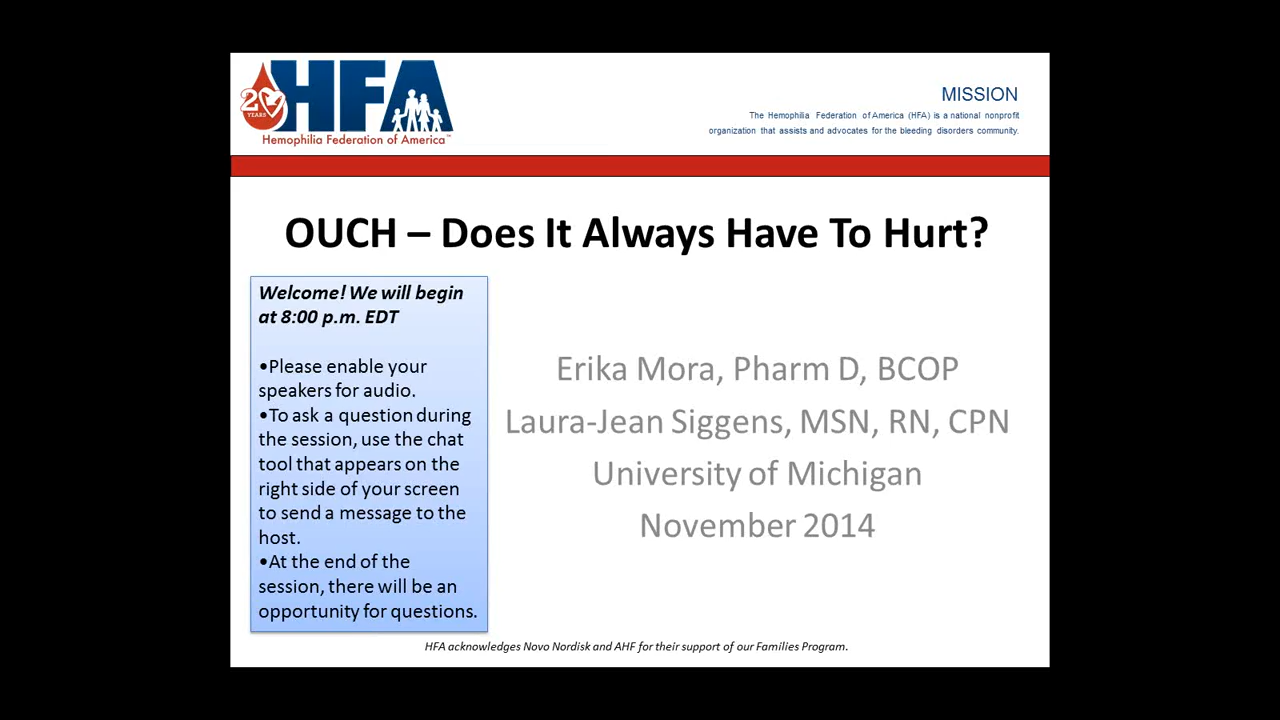 20
YEARS
HFA
Hemophilia Federation of America™
MISSION
The Hemophilia Federation of America (HFA) is a national nonprofit
organization that assists and advocates for the bleeding disorders community.
OUCH – Does It Always Have To Hurt?
Welcome! We will begin
at 8:00 p.m. EDT
•Please enable your
speakers for audio.
•To ask a question during
the session, use the chat
tool that appears on the
right side of your screen
to send a message to the
host.
•At the end of the
session, there will be an
opportunity for questions.
Erika Mora, Pharm D, BCOP
Laura-Jean Siggens, MSN, RN, CPN
University of Michigan
November 2014
HFA acknowledges Novo Nordisk and AHF for their support of our Families Program.